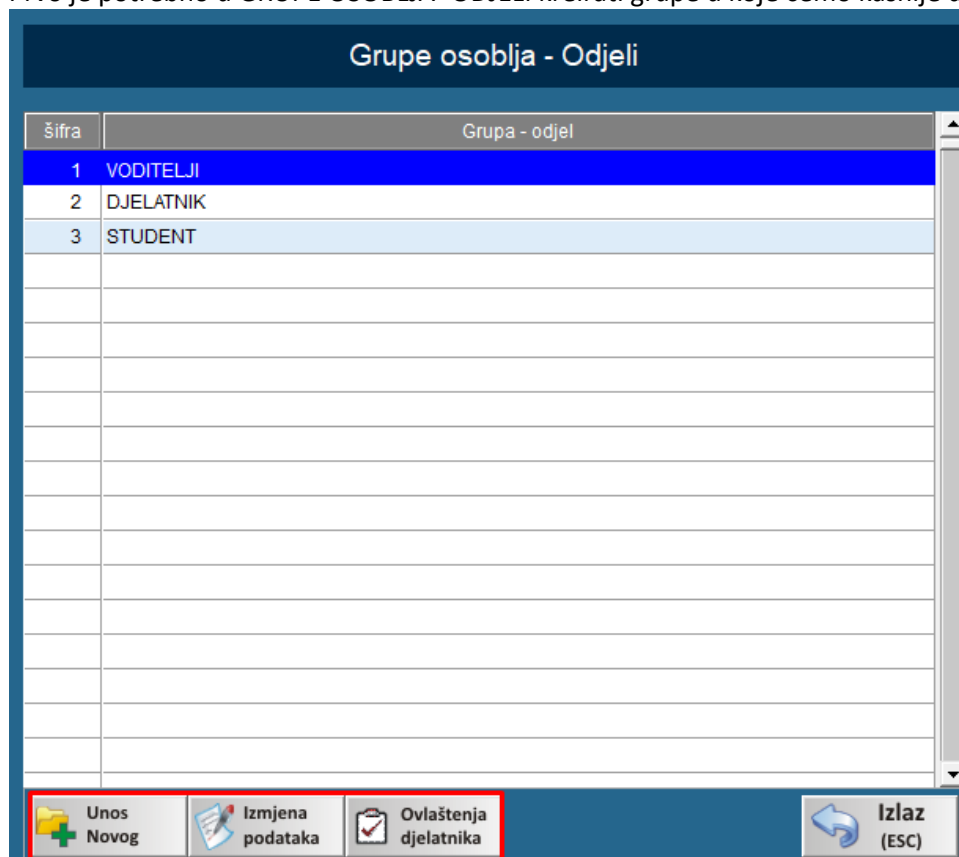 Grupe osoblja - Odjeli
šifra Grupa - odjel
1 VODITELJI
2 DJELATNIK
3 STUDENT
Unos Novog
Izmjena podataka
Ovlaštenja djelatnika
Izlaz (ESC)